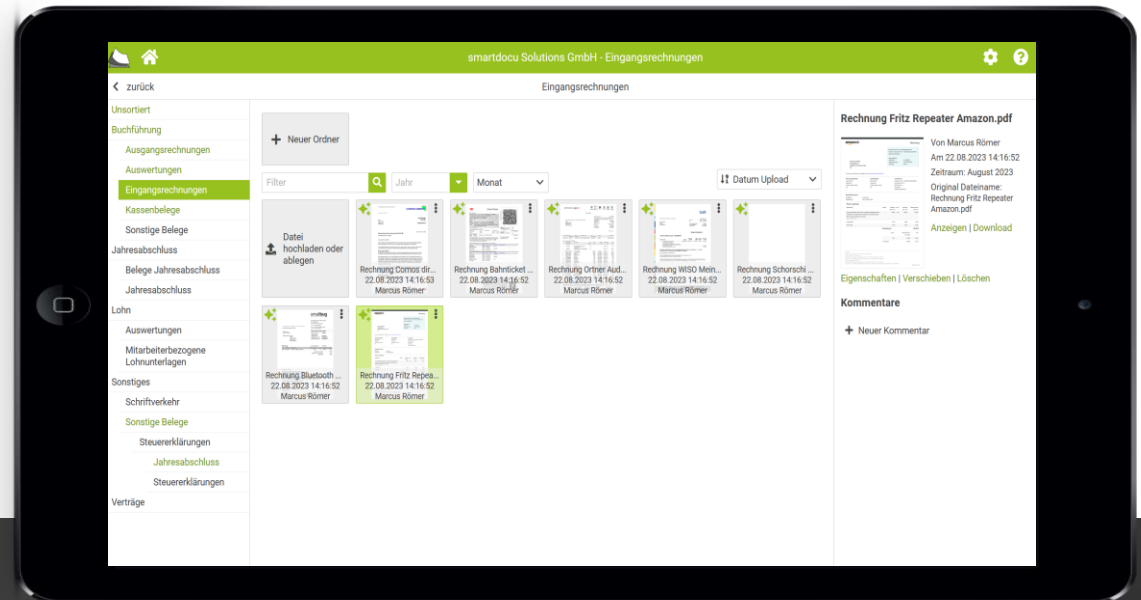 smartdocu Solutions GmbH - Eingangsrechnungen
zurück
Eingangsrechnungen
Unsortiert
Buchführung
Ausgangsrechnungen
Auswertungen
Eingangsrechnungen
Kassenbelege
Sonstige Belege
Jahresabschluss
Belege Jahresabschluss
Jahresabschluss
Lohn
Auswertungen
Mitarbeiterbezogene
Lohnunterlagen
Sonstiges
Schriftverkehr
Sonstige Belege
Steuererklärungen
Jahresabschluss
Steuererklärungen
Verträge
Neuer Ordner
Filter
Jahr
Monat
Datum Upload
Datei
hochladen oder
ablegen
Rechnung Comos dir...
22.08.2023 14:16:53
Marcus Römer
Rechnung Bahnticket ...
22.08.2023 14:16:52
Marcus Römer
Rechnung Ortner Aud...
22.08.2023 14:16:52
Marcus Römer
Rechnung WISO Mein...
22.08.2023 14:16:52
Marcus Römer
Rechnung Schorschi ...
22.08.2023 14:16:52
Marcus Römer
Rechnung Bluetooth ...
22.08.2023 14:16:52
Marcus Römer
Rechnung Fritz Repea...
22.08.2023 14:16:52
Marcus Römer
Rechnung Fritz Repeater Amazon.pdf
Von Marcus Römer
Am 22.08.2023 14:16:52
Zeitraum: August 2023
Original Dateiname:
Rechnung Fritz Repeater
Amazon.pdf
Anzeigen | Download
Eigenschaften | Verschieben | Löschen
Kommentare
Neuer Kommentar